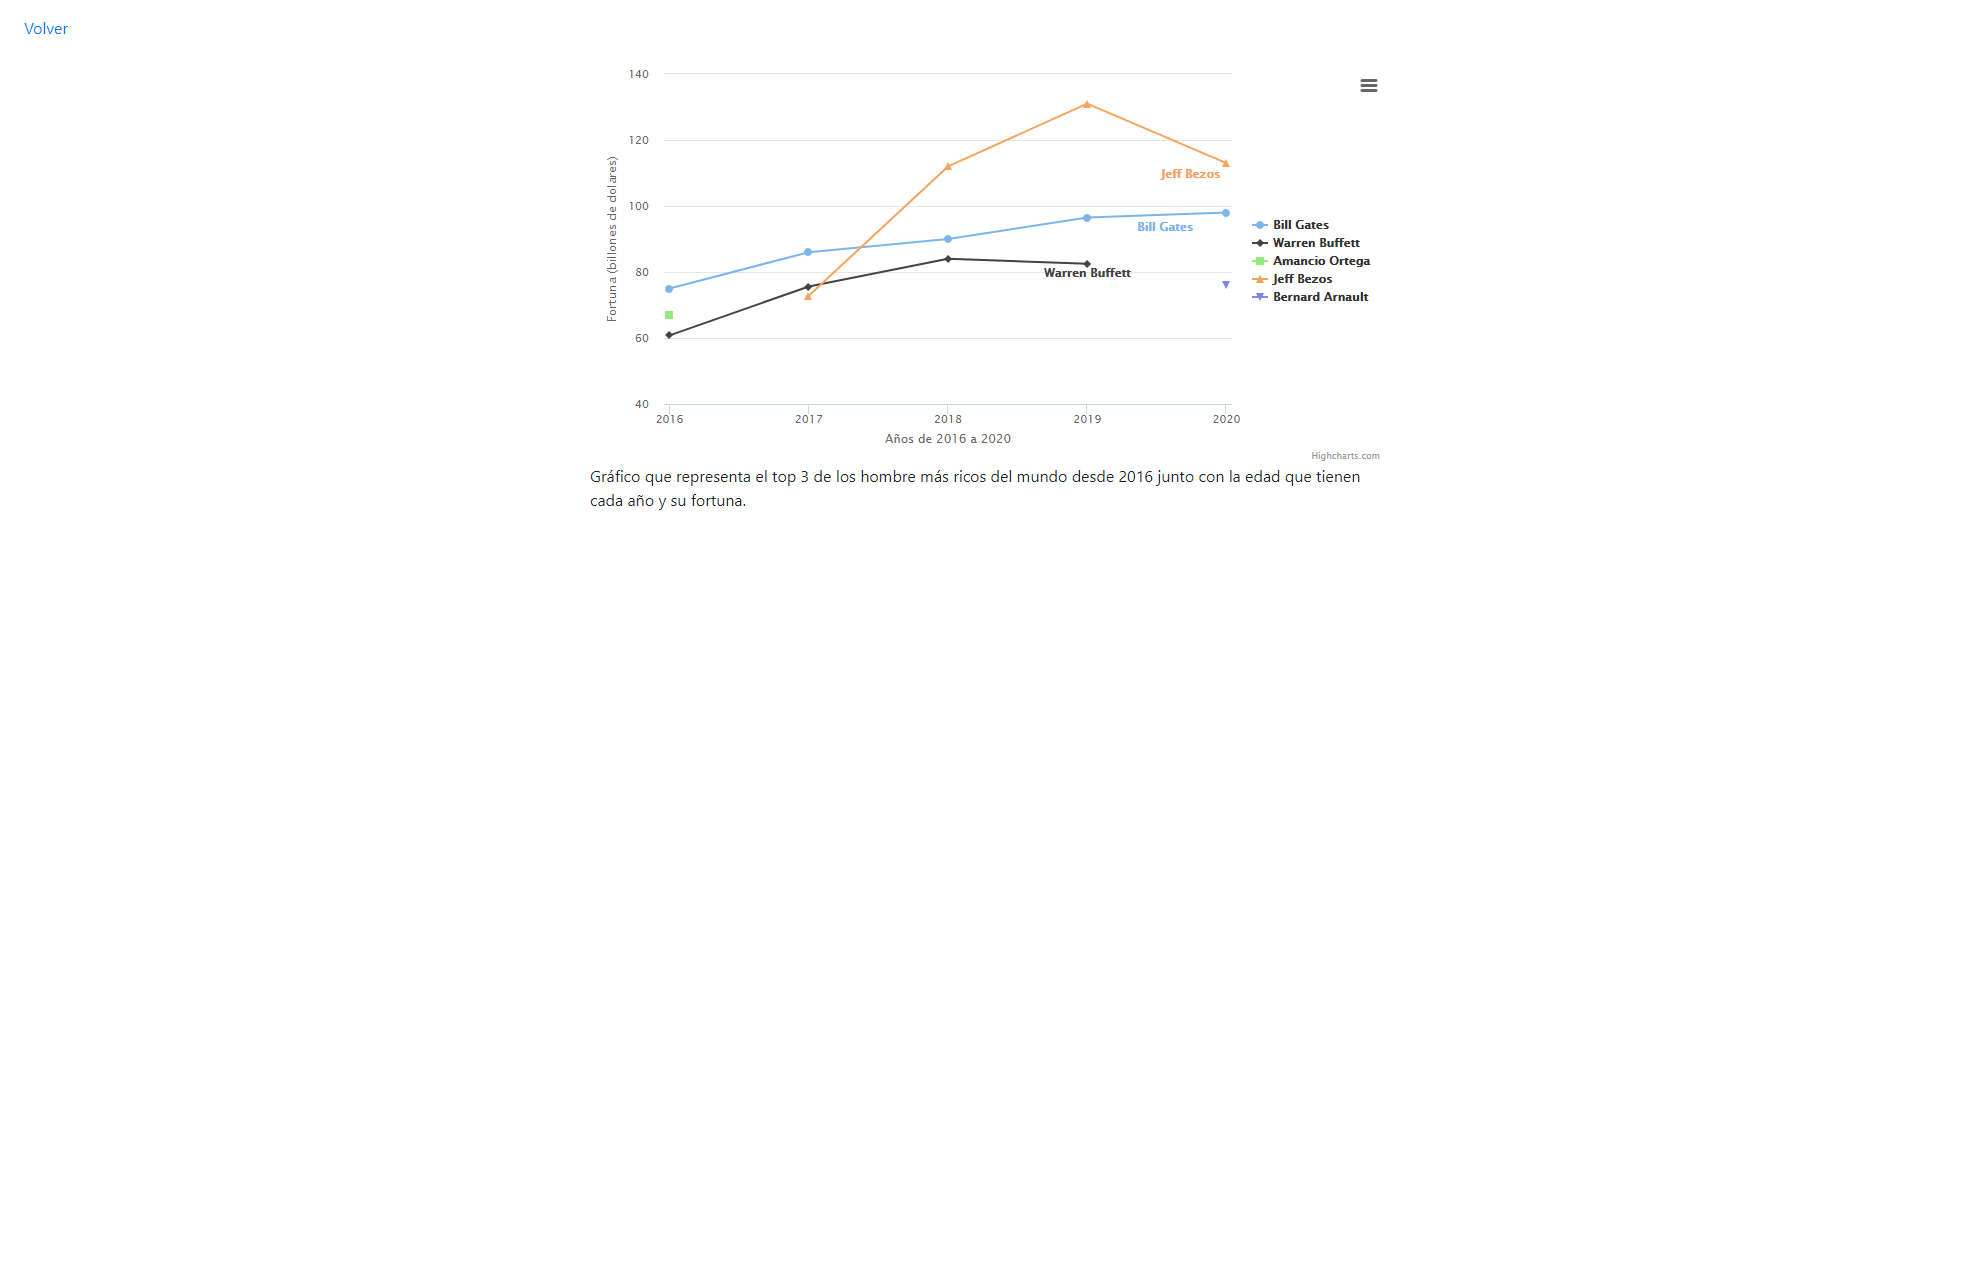 Volver
140
120
100
80
60
40
Fortuna (billones de dolares)
Jeff Bezos
Bill Gates
Warren Buffett
Bill Gates
Warren Buffett
Amancio Ortega
Jeff Bezos
Bernard Arnault
2016 2017 2018 2019 2020
Años de 2016 a 2020
Highcharts.com
Gráfico que representa el top 3 de los hombre más ricos del mundo desde 2016 junto con la edad que tienen
cada año y su fortuna.